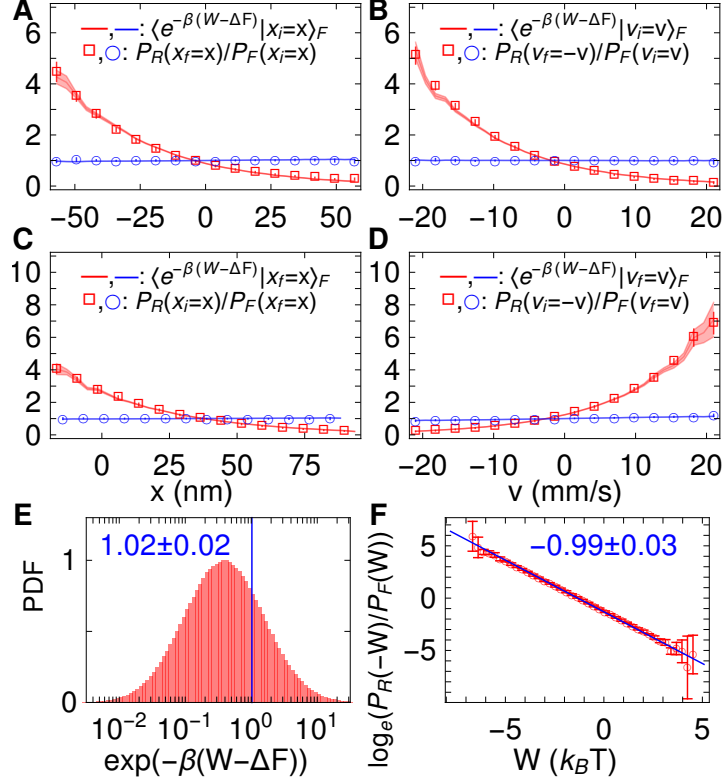 A
—,—: ⟨e^{−β(W−ΔF)}|x_i=x⟩_F
□,○: P_R(x_f=x)/P_F(x_i=x)
6
4
2
0
−50 −25 0 25 50
B
—,—: ⟨e^{−β(W−ΔF)}|v_i=v⟩_F
□,○: P_R(v_f=−v)/P_F(v_i=v)
6
4
2
0
−20 −10 0 10 20
C
—,—: ⟨e^{−β(W−ΔF)}|x_f=x⟩_F
□,○: P_R(x_i=x)/P_F(x_f=x)
10
8
6
4
2
0
0 25 50 75
x (nm)
D
—,—: ⟨e^{−β(W−ΔF)}|v_f=v⟩_F
□,○: P_R(v_i=−v)/P_F(v_f=v)
10
8
6
4
2
0
−20 −10 0 10 20
v (mm/s)
E
1.02±0.02
PDF
1
0
10^{−2} 10^{−1} 10^0 10^1
exp(−β(W−ΔF))
F
−0.99±0.03
log_e(P_R(−W)/P_F(W))
5
0
−5
−5 0 5
W (k_BT)